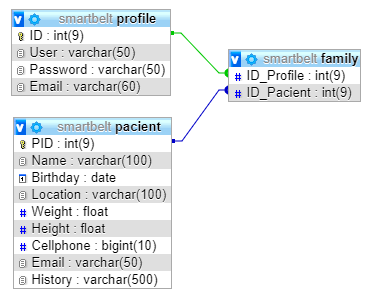 smartbelt profile
ID : int(9)
User : varchar(50)
Password : varchar(50)
Email : varchar(60)
smartbelt family
ID_Profile : int(9)
ID_Pacient : int(9)
smartbelt pacient
PID : int(9)
Name : varchar(100)
Birthday : date
Location : varchar(100)
Weight : float
Height : float
Cellphone : bigint(10)
Email : varchar(50)
History : varchar(500)